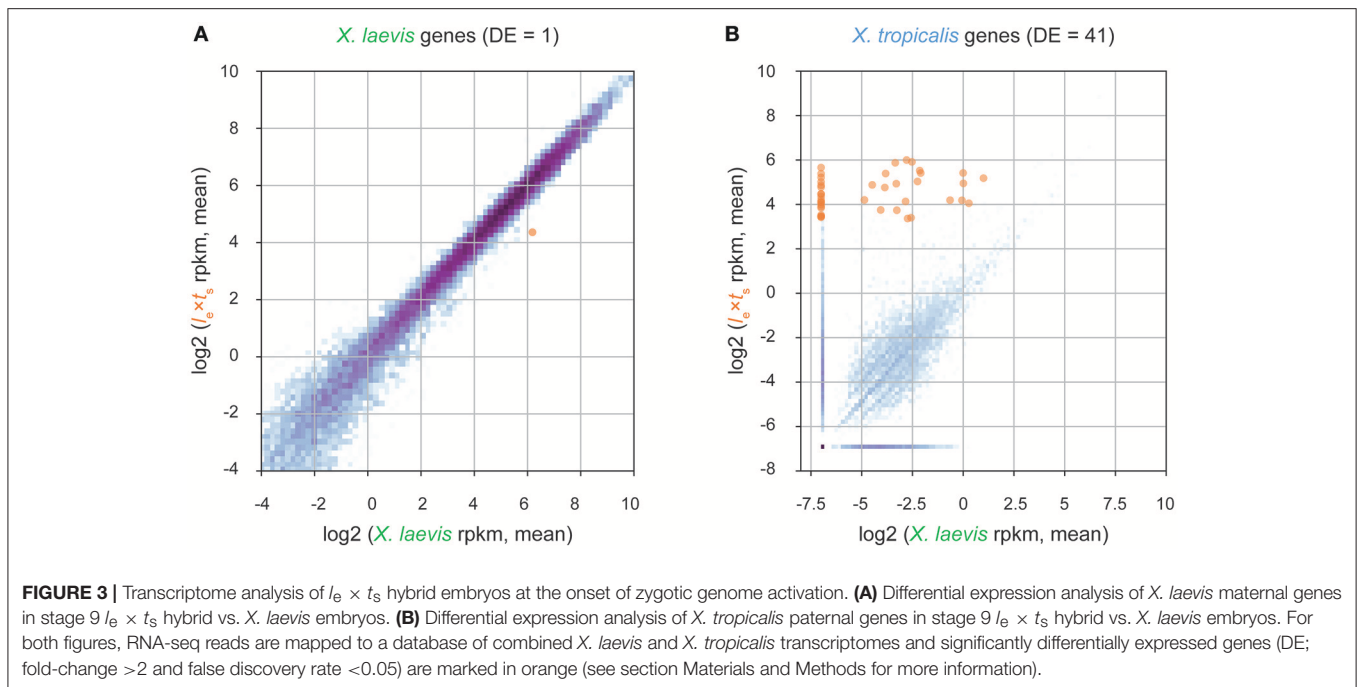 A
X. laevis genes (DE = 1)
10
8
6
4
2
0
-2
-4
-4
-2
0
2
4
6
8
10
log2 (lₑ×tₛ rpkm, mean)
log2 (X. laevis rpkm, mean)
B
X. tropicalis genes (DE = 41)
10
8
6
4
2
0
-2
-4
-6
-8
-7.5
-5
-2.5
0
2.5
5
7.5
10
log2 (lₑ×tₛ rpkm, mean)
log2 (X. laevis rpkm, mean)
FIGURE 3 | Transcriptome analysis of lₑ × tₛ hybrid embryos at the onset of zygotic genome activation. (A) Differential expression analysis of X. laevis maternal genes
in stage 9 lₑ × tₛ hybrid vs. X. laevis embryos. (B) Differential expression analysis of X. tropicalis paternal genes in stage 9 lₑ × tₛ hybrid vs. X. laevis embryos. For
both figures, RNA-seq reads are mapped to a database of combined X. laevis and X. tropicalis transcriptomes and significantly differentially expressed genes (DE;
fold-change >2 and false discovery rate <0.05) are marked in orange (see section Materials and Methods for more information).